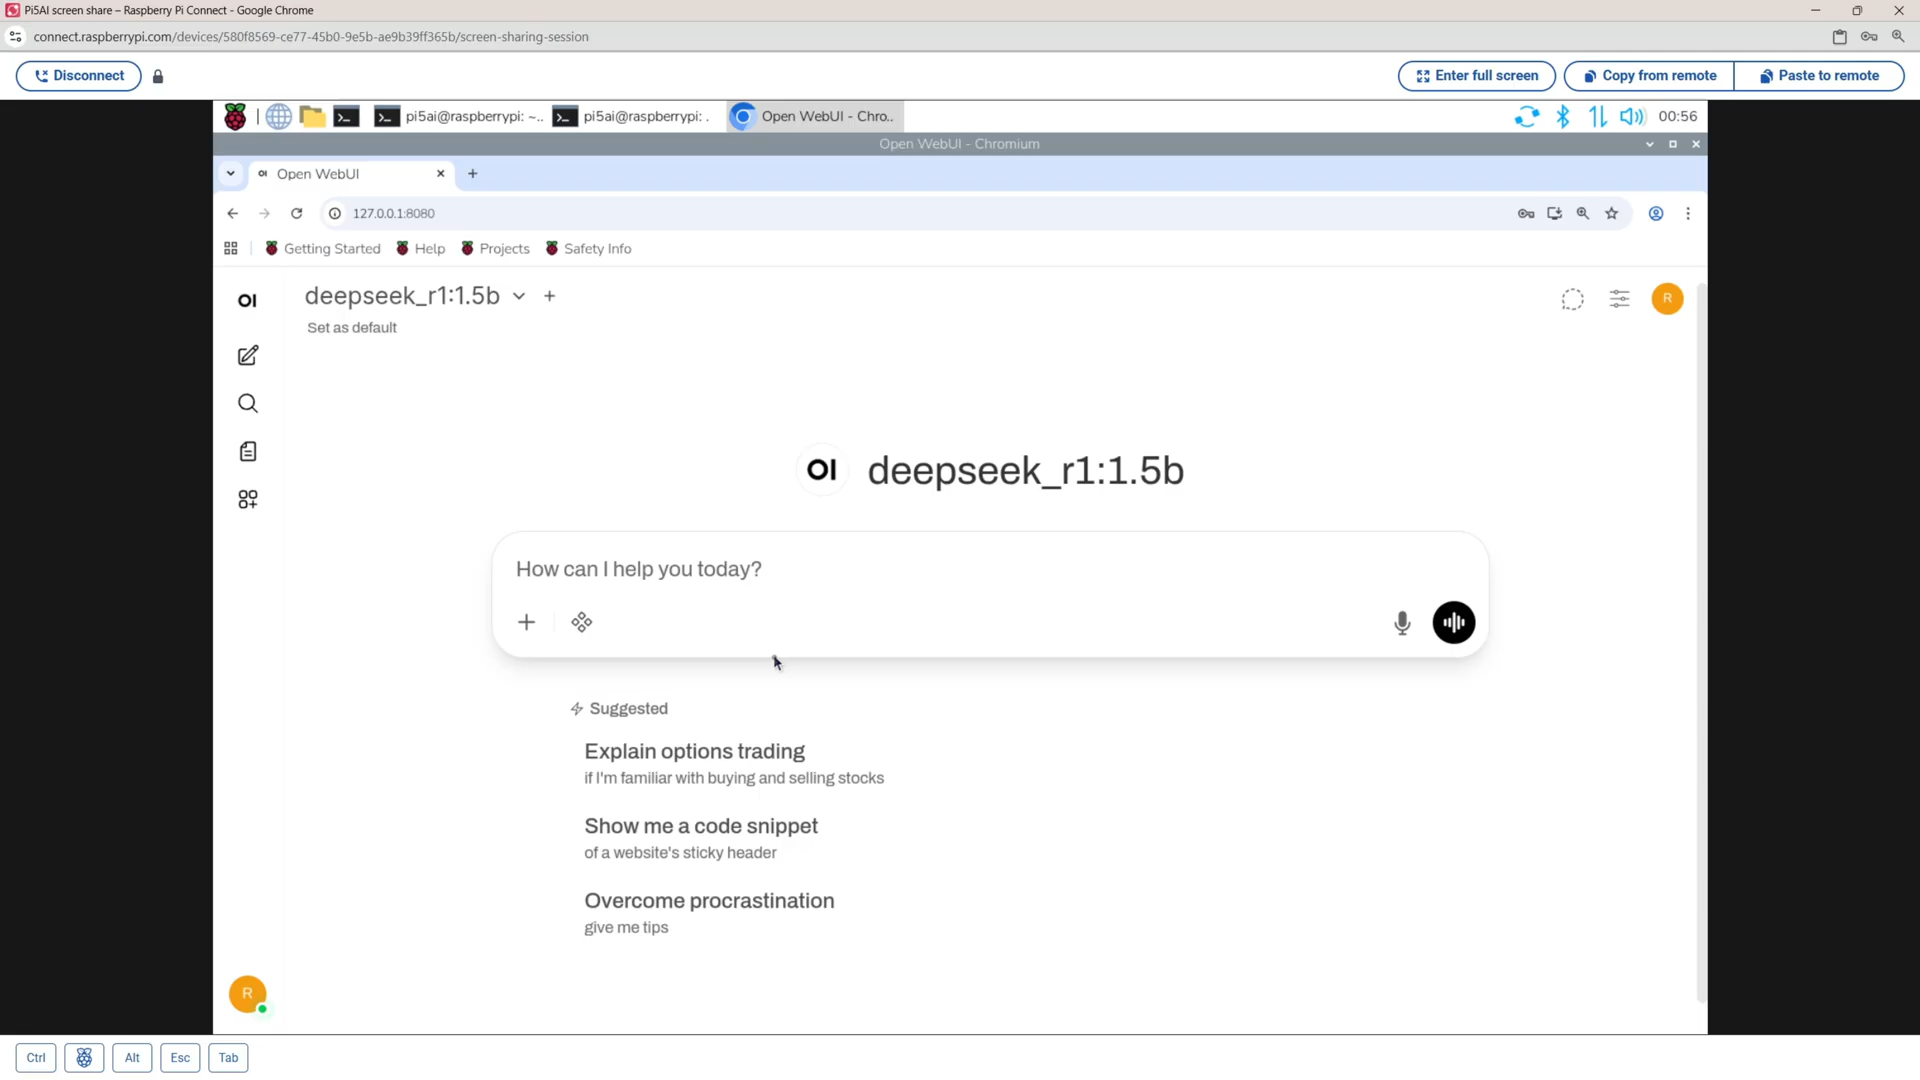 Pi5AI screen share – Raspberry Pi Connect - Google Chrome
connect.raspberrypi.com/devices/580f8569-ce77-45b0-9e5b-ae9b39ff365b/screen-sharing-session
Disconnect
Enter full screen
Copy from remote
Paste to remote
pi5ai@raspberrypi: ~..
pi5ai@raspberrypi: .
Open WebUI - Chro..
00:56
Open WebUI - Chromium
OI Open WebUI
127.0.0.1:8080
Getting Started
Help
Projects
Safety Info
OI
deepseek_r1:1.5b
R
Set as default
OI deepseek_r1:1.5b
How can I help you today?
Suggested
Explain options trading
if I'm familiar with buying and selling stocks
Show me a code snippet
of a website's sticky header
Overcome procrastination
give me tips
R
Ctrl
Alt
Esc
Tab